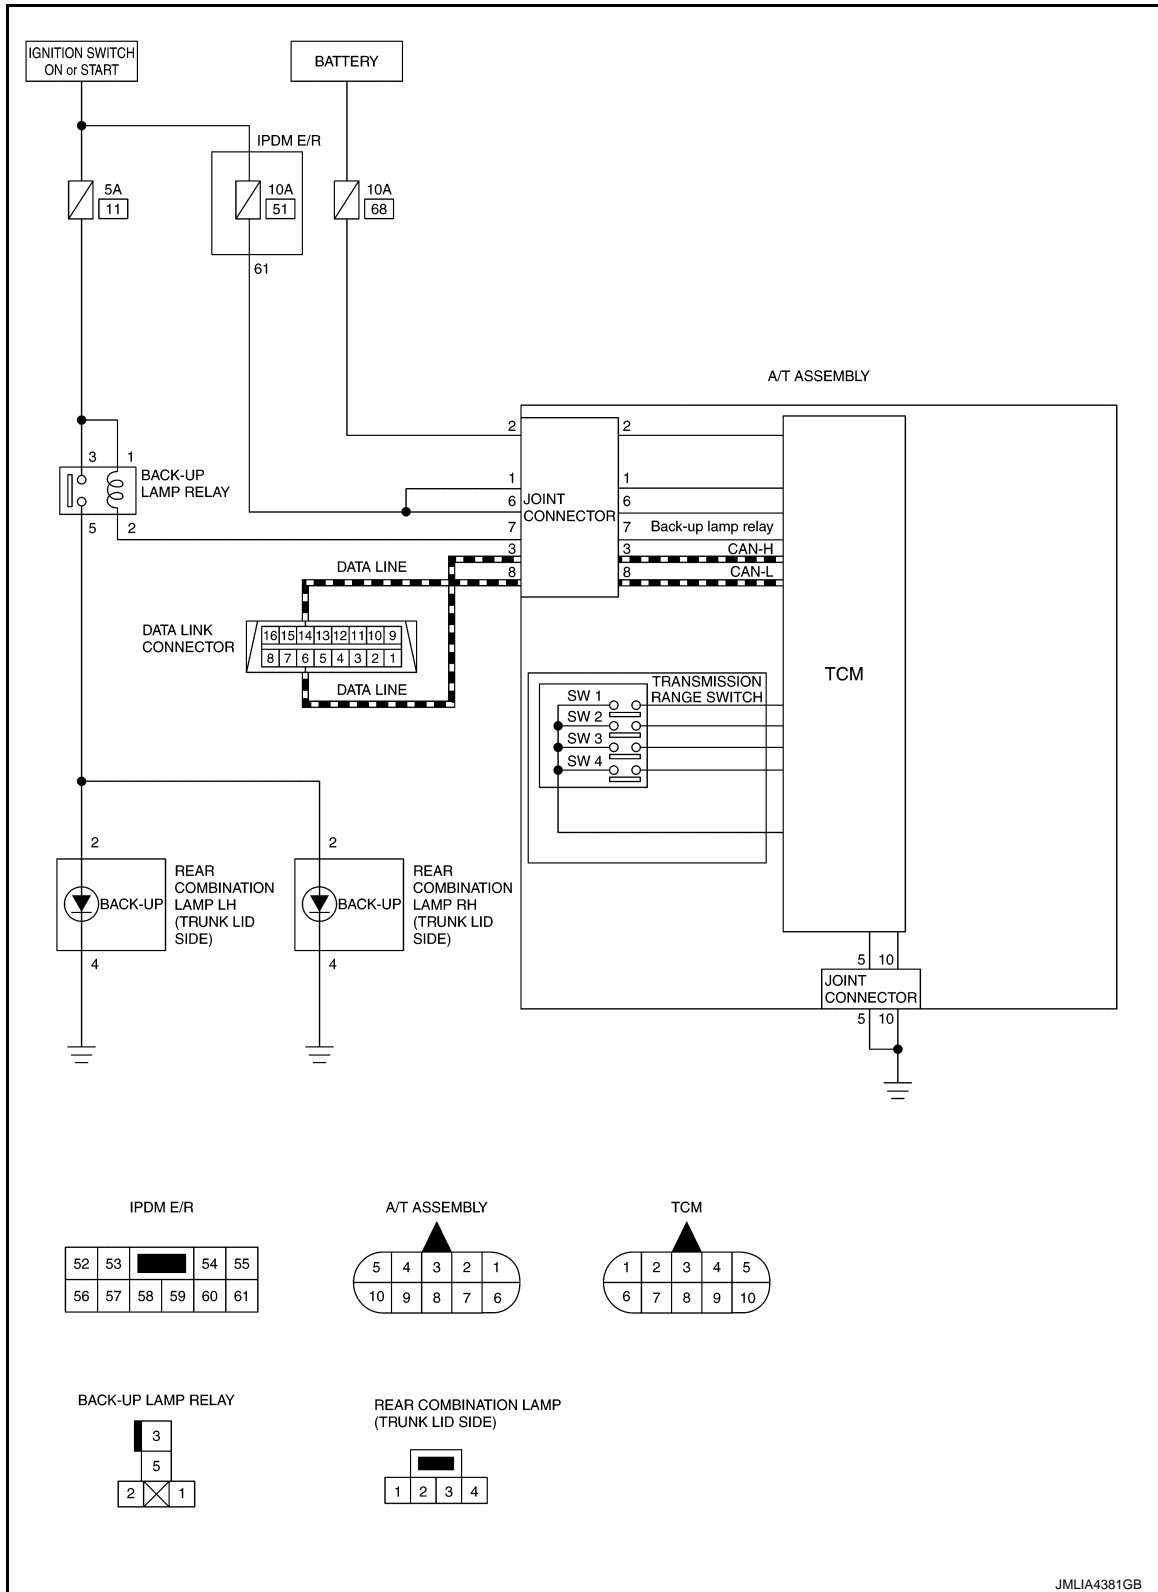 IGNITION SWITCH
ON or START
BATTERY
IPDM E/R
5A
11
10A
51
10A
68
61
A/T ASSEMBLY
2
2
3
1
BACK-UP
LAMP RELAY
5
2
1
6
7
3
8
JOINT
CONNECTOR
1
6
7
Back-up lamp relay
3
CAN-H
8
CAN-L
DATA LINE
DATA LINK
CONNECTOR
16 15 14 13 12 11 10 9
8 7 6 5 4 3 2 1
DATA LINE
TRANSMISSION
RANGE SWITCH
SW 1
SW 2
SW 3
SW 4
TCM
2
2
BACK-UP
REAR
COMBINATION
LAMP LH
(TRUNK LID
SIDE)
BACK-UP
REAR
COMBINATION
LAMP RH
(TRUNK LID
SIDE)
4
4
5 10
JOINT
CONNECTOR
5 10
IPDM E/R
52 53 54 55
56 57 58 59 60 61
A/T ASSEMBLY
5 4 3 2 1
10 9 8 7 6
TCM
1 2 3 4 5
6 7 8 9 10
BACK-UP LAMP RELAY
3
5
2 1
REAR COMBINATION LAMP
(TRUNK LID SIDE)
1 2 3 4
JMLIA4381GB